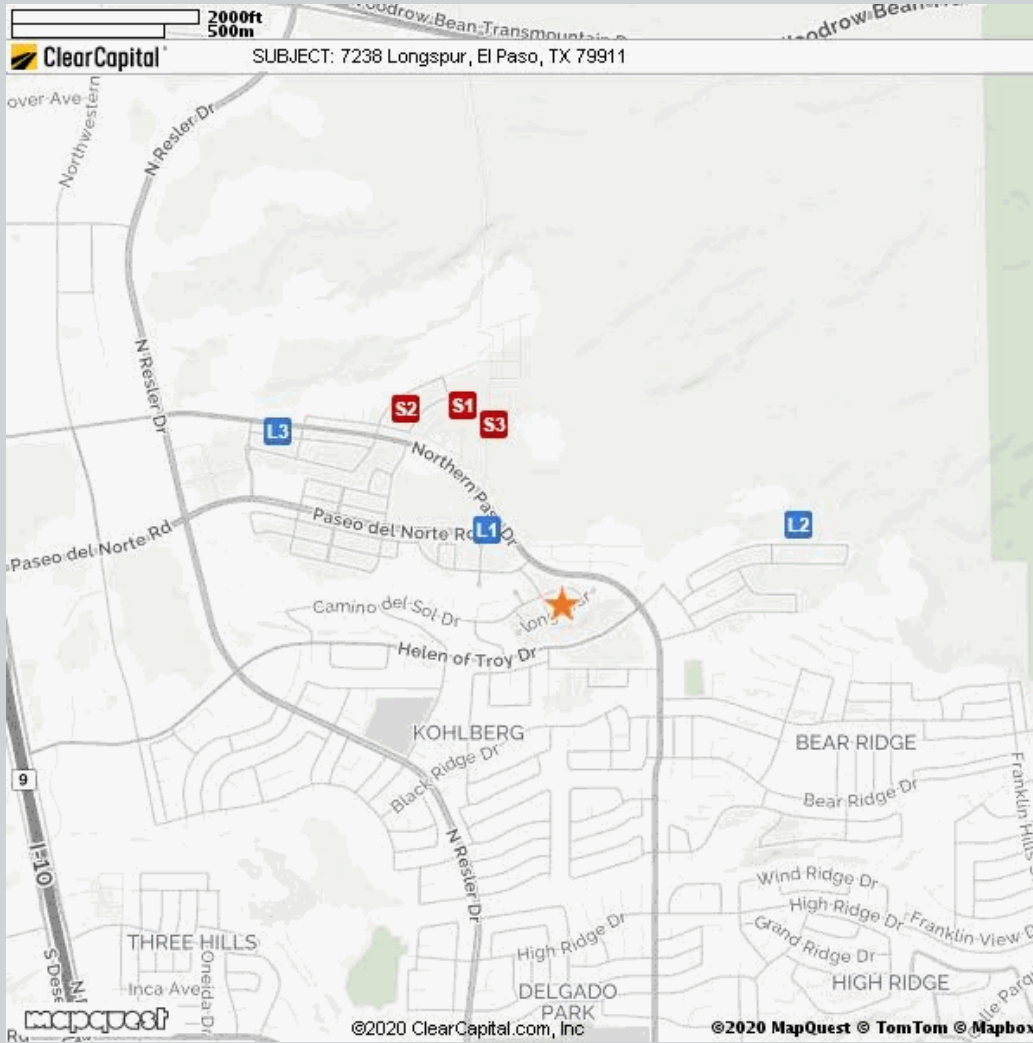 2000ft
500m
Woodrow Bean Transmountain
ClearCapital
SUBJECT: 7238 Longspur, El Paso, TX 79911
Northwestern
N Resler Dr
N Resler Dr
S2
S1
S3
L3
Northern Pass Dr
Paseo del Norte Rd
L1
L2
Paseo del Norte Rd
Camino del Sol Dr
Longspur
Helen of Troy Dr
KOHLBERG
BEAR RIDGE
Black Ridge Dr
9
Bear Ridge Dr
Franklin Hills
I-10
N Resler Dr
Wind Ridge Dr
High Ridge Dr
Franklin View
High Ridge Dr
Grand Ridge Dr
THREE HILLS
Oneida Dr
Inca Ave
HIGH RIDGE
DELGADO
PARK
mapquest
©2020 ClearCapital.com, Inc
©2020 MapQuest © TomTom © Mapbox